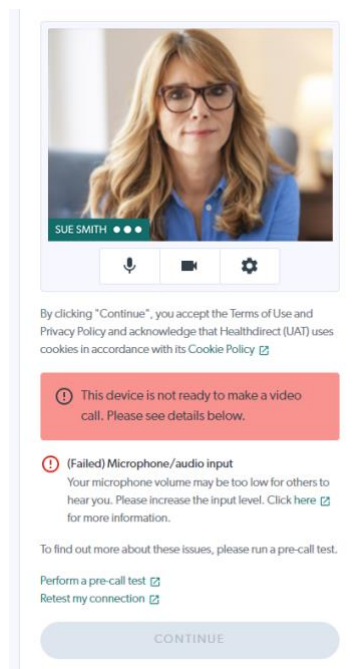 SUE SMITH
By clicking "Continue", you accept the Terms of Use and
Privacy Policy and acknowledge that Healthdirect (UAT) uses
cookies in accordance with its Cookie Policy
This device is not ready to make a video
call. Please see details below.
(Failed) Microphone/audio input
Your microphone volume may be too low for others to
hear you. Please increase the input level. Click here
for more information.
To find out more about these issues, please run a pre-call test.
Perform a pre-call test
Retest my connection
CONTINUE